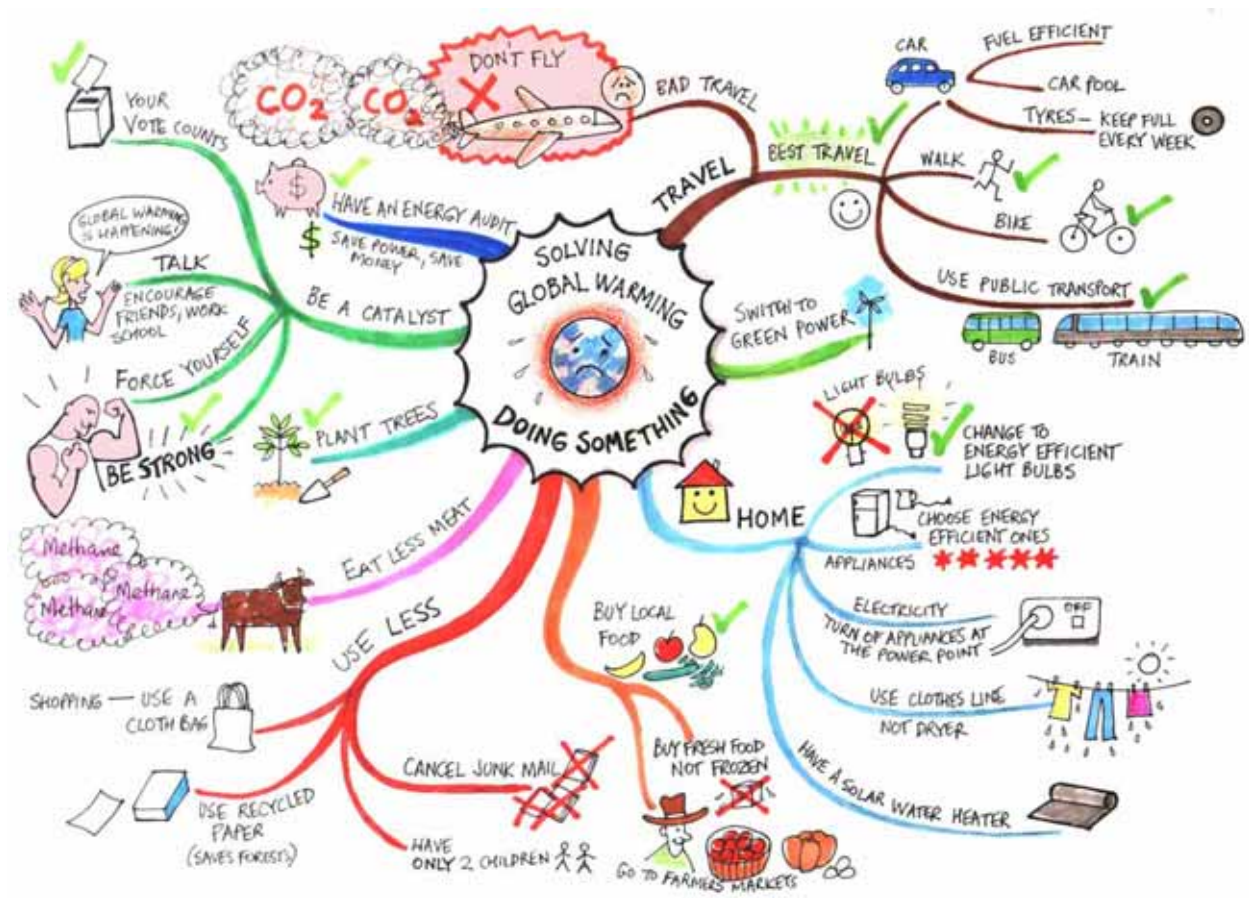 SOLVING
GLOBAL WARMING
DOING SOMETHING
TRAVEL
BAD TRAVEL
DON'T FLY
CO2
CO2
BEST TRAVEL
CAR
FUEL EFFICIENT
CAR POOL
TYRES — KEEP FULL
EVERY WEEK
WALK
BIKE
USE PUBLIC TRANSPORT
BUS
TRAIN
SWITCH TO
GREEN POWER
HOME
LIGHT BULBS
CHANGE TO
ENERGY EFFICIENT
LIGHT BULBS
APPLIANCES
CHOOSE ENERGY
EFFICIENT ONES
ELECTRICITY
TURN OF APPLIANCES AT
THE POWER POINT
OFF
USE CLOTHES LINE
NOT DRYER
HAVE A SOLAR WATER HEATER
BUY LOCAL
FOOD
BUY FRESH FOOD
NOT FROZEN
GO TO FARMERS MARKETS
USE LESS
SHOPPING — USE A
CLOTH BAG
USE RECYCLED
PAPER
(SAVES FORESTS)
CANCEL JUNK MAIL
HAVE
ONLY 2 CHILDREN
EAT LESS MEAT
Methane
Methane
Methane
PLANT TREES
BE A CATALYST
YOUR
VOTE COUNTS
TALK
GLOBAL WARMING
IS HAPPENING!
ENCOURAGE
FRIENDS, WORK
SCHOOL
FORCE YOURSELF
BE STRONG
HAVE AN ENERGY AUDIT
SAVE POWER, SAVE
MONEY
$
$